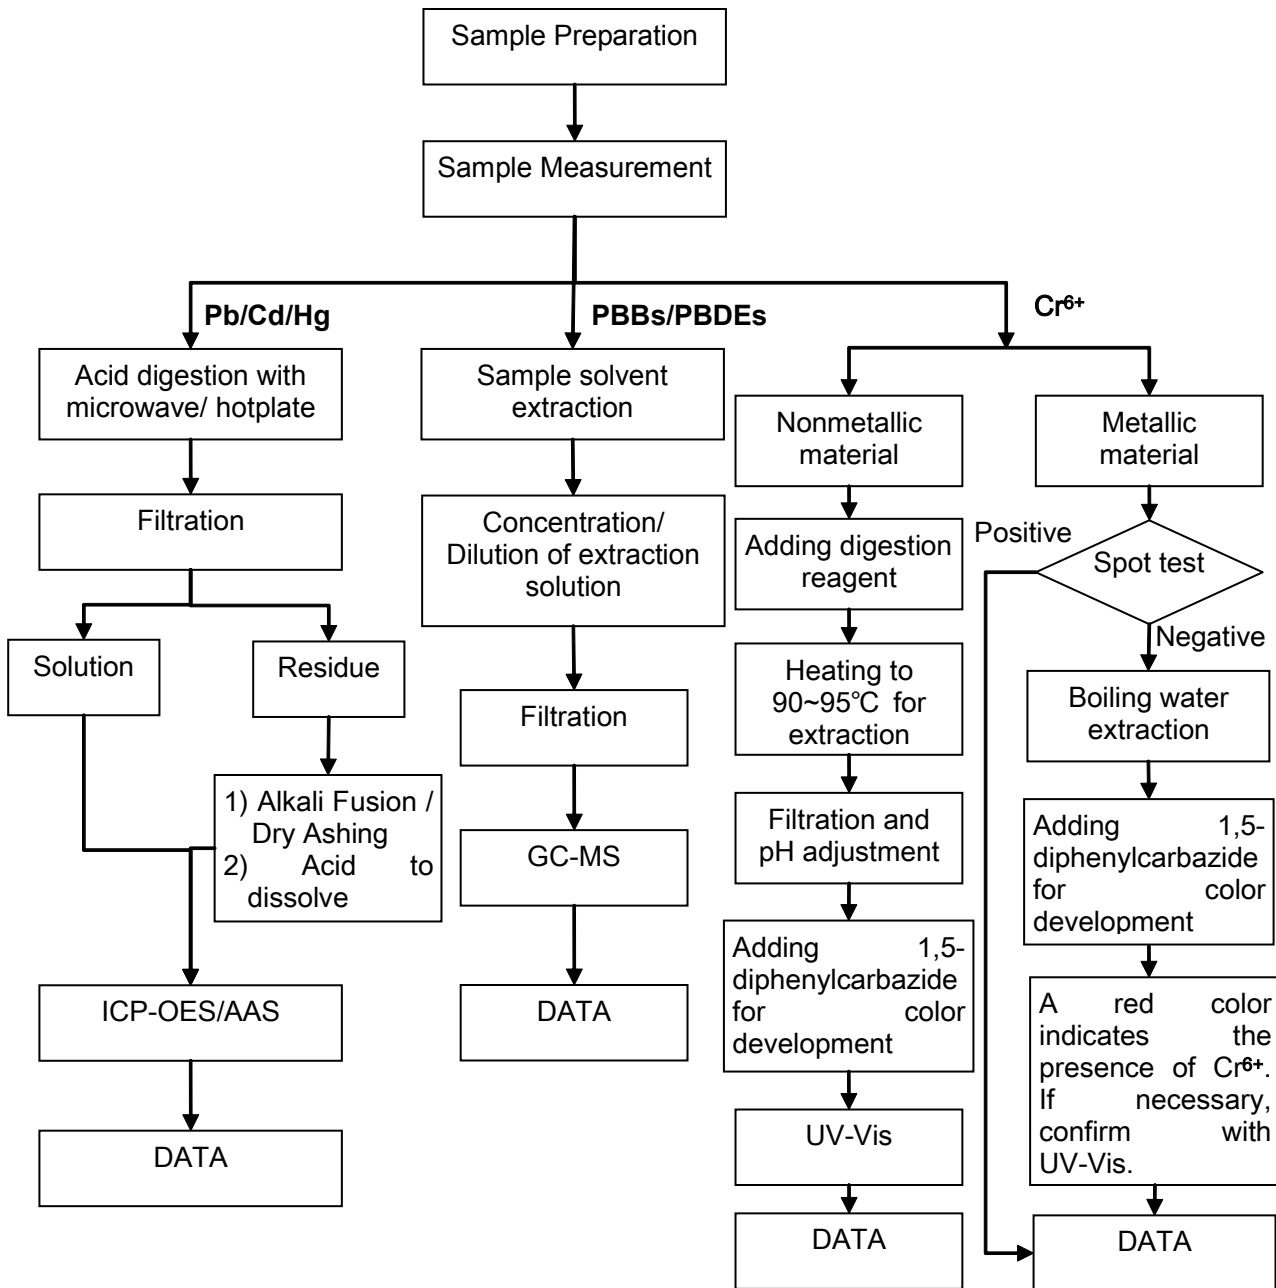 Sample Preparation
Sample Measurement
Pb/Cd/Hg
PBBs/PBDEs
Cr⁶⁺
Acid digestion with
microwave/ hotplate
Filtration
Solution
Residue
1) Alkali Fusion /
Dry Ashing
2) Acid to
dissolve
ICP-OES/AAS
DATA
Sample solvent
extraction
Concentration/
Dilution of extraction
solution
Filtration
GC-MS
DATA
Nonmetallic
material
Adding digestion
reagent
Heating to
90~95℃ for
extraction
Filtration and
pH adjustment
Adding 1,5-
diphenylcarbazide
for color
development
UV-Vis
DATA
Metallic
material
Positive
Spot test
Negative
Boiling water
extraction
Adding 1,5-
diphenylcarbazide
for color
development
A red color
indicates the
presence of Cr⁶⁺.
If necessary,
confirm with
UV-Vis.
DATA